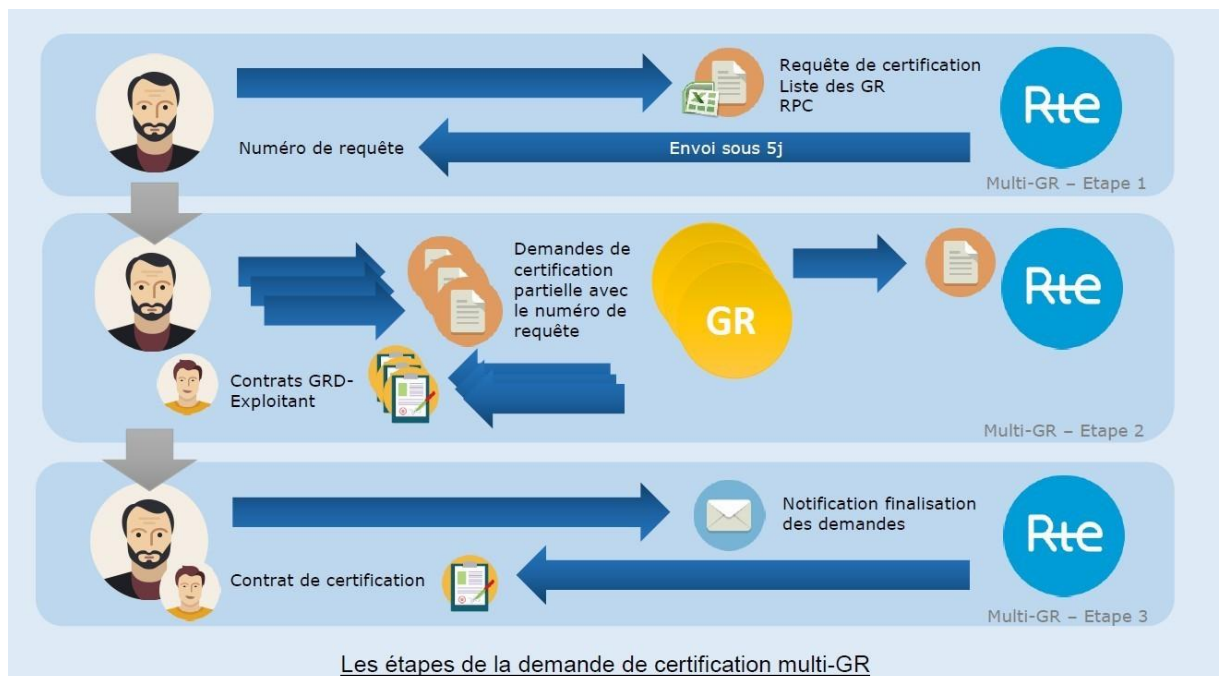 Requête de certification
Liste des GR
RPC
Rte
Numéro de requête
Envoi sous 5j
Multi-GR – Etape 1
Demandes de
certification
partielle avec
le numéro de
requête
GR
Rte
Contrats GRD-
Exploitant
Multi-GR – Etape 2
Notification finalisation
des demandes
Rte
Contrat de certification
Multi-GR – Etape 3
Les étapes de la demande de certification multi-GR